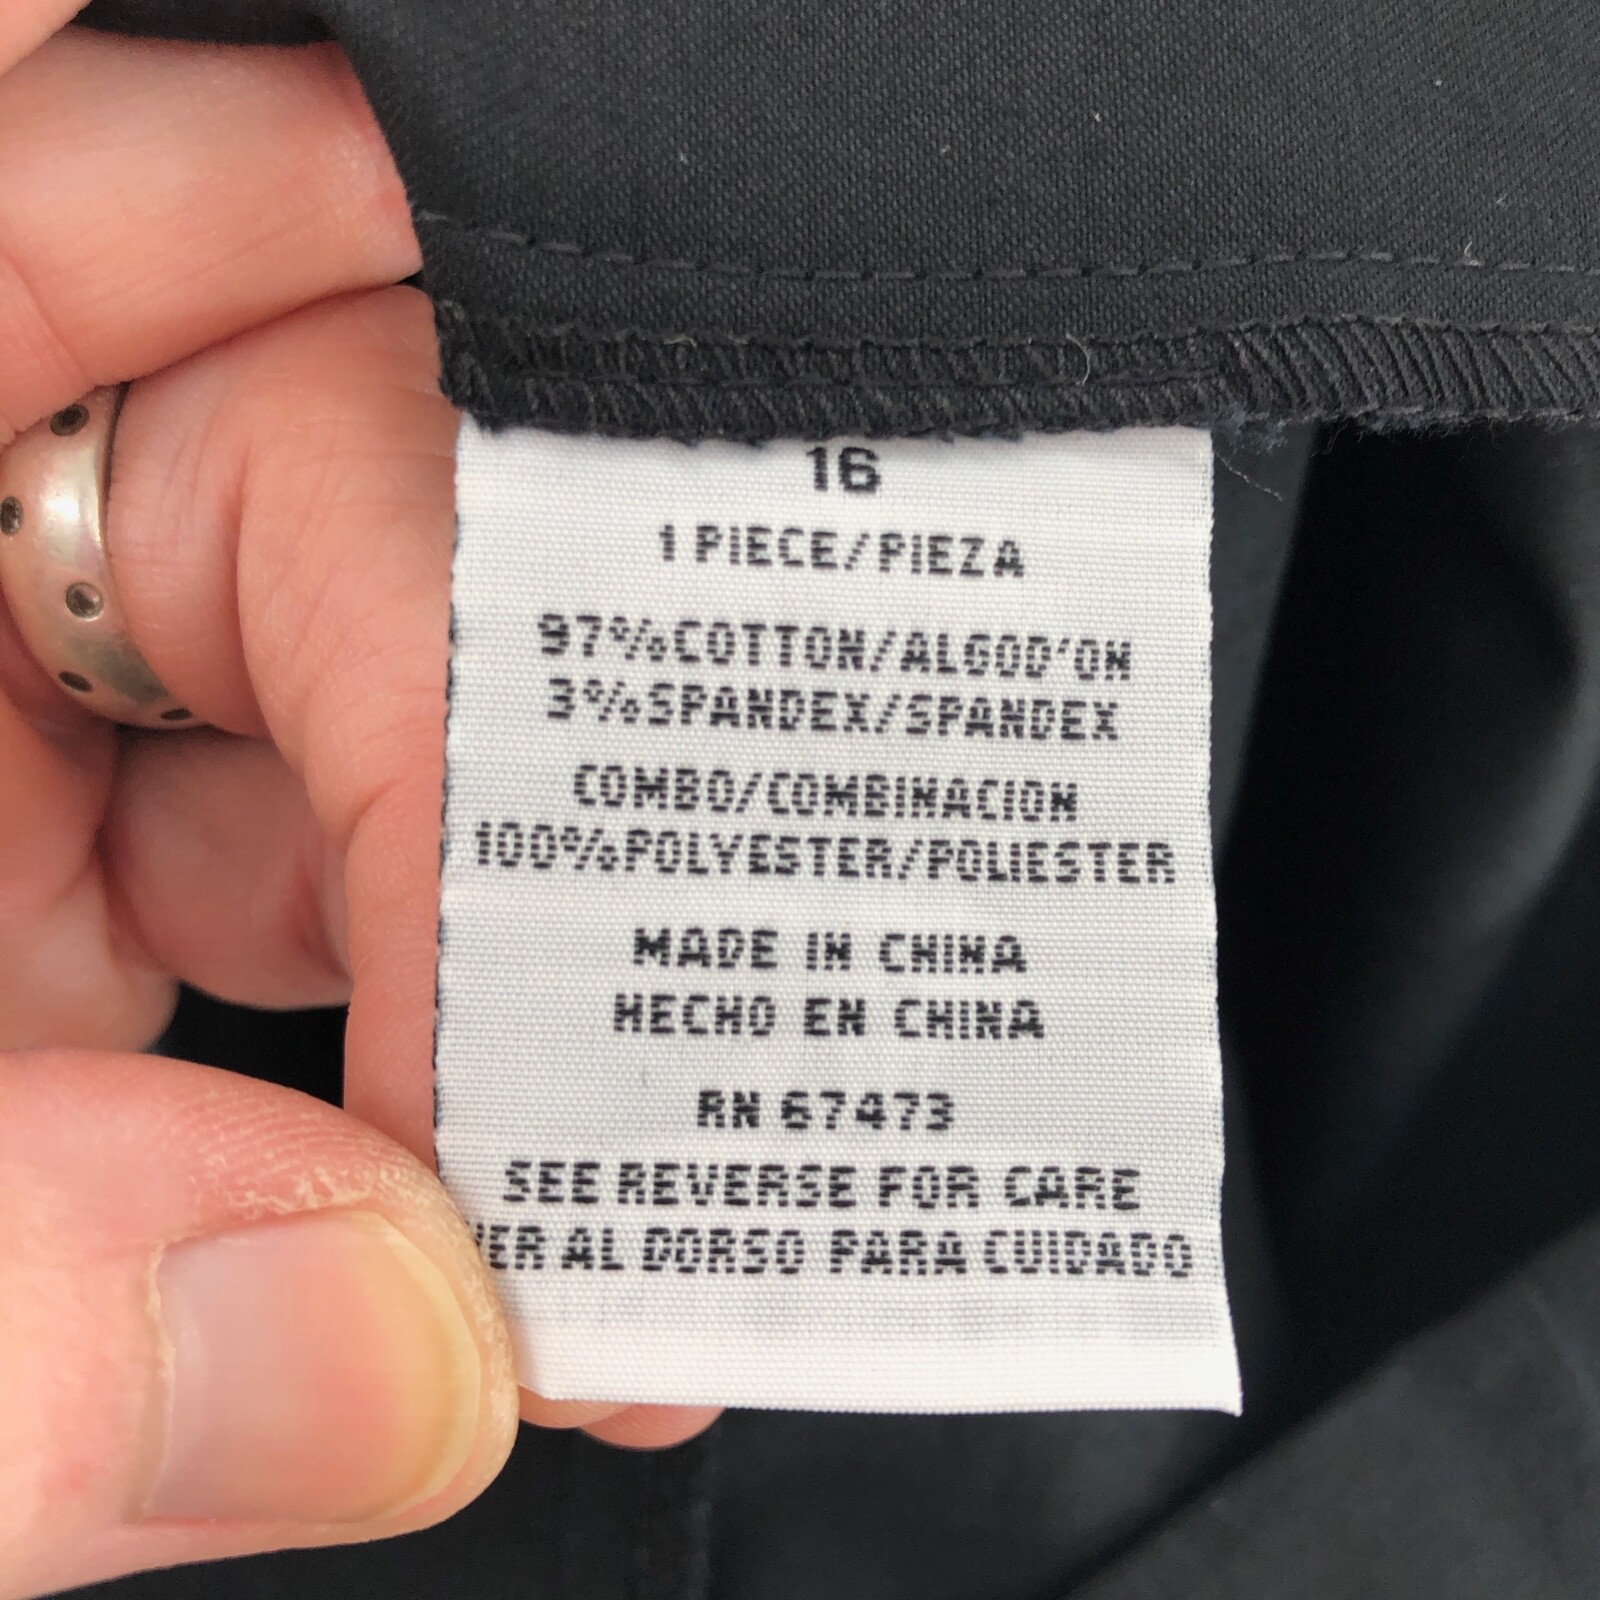 16
1 PIECE/PIEZA
97%COTTON/ALGOD'ON
3%SPANDEX/SPANDEX
COMBO/COMBINACION
100%POLYESTER/POLIESTER
MADE IN CHINA
HECHO EN CHINA
RN 67473
SEE REVERSE FOR CARE
VER AL DORSO PARA CUIDADO